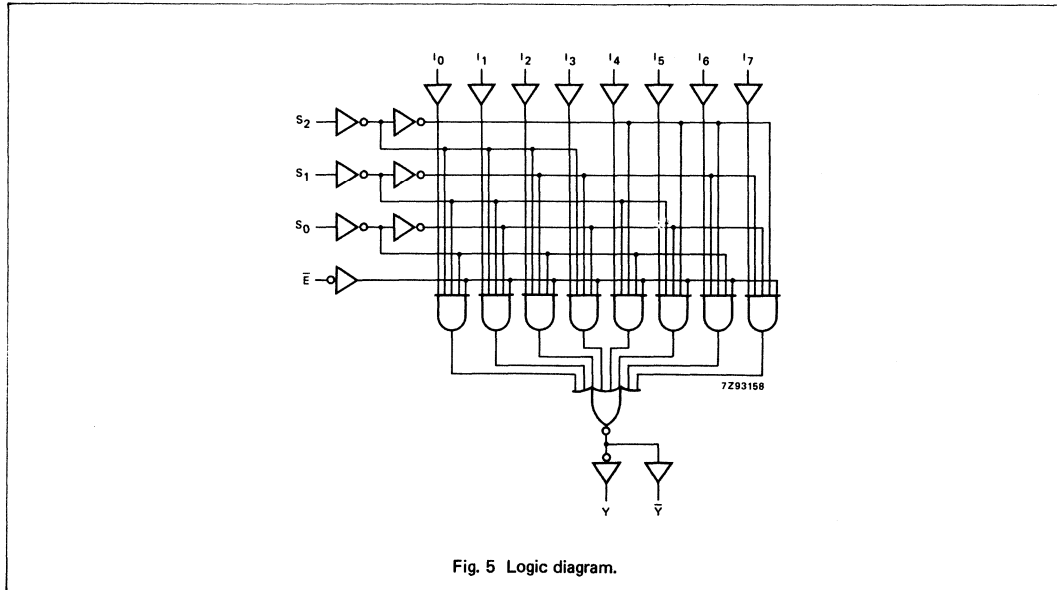 I0 I1 I2 I3 I4 I5 I6 I7
S2
S1
S0
E̅
7Z93158
Y Y̅
Fig. 5 Logic diagram.